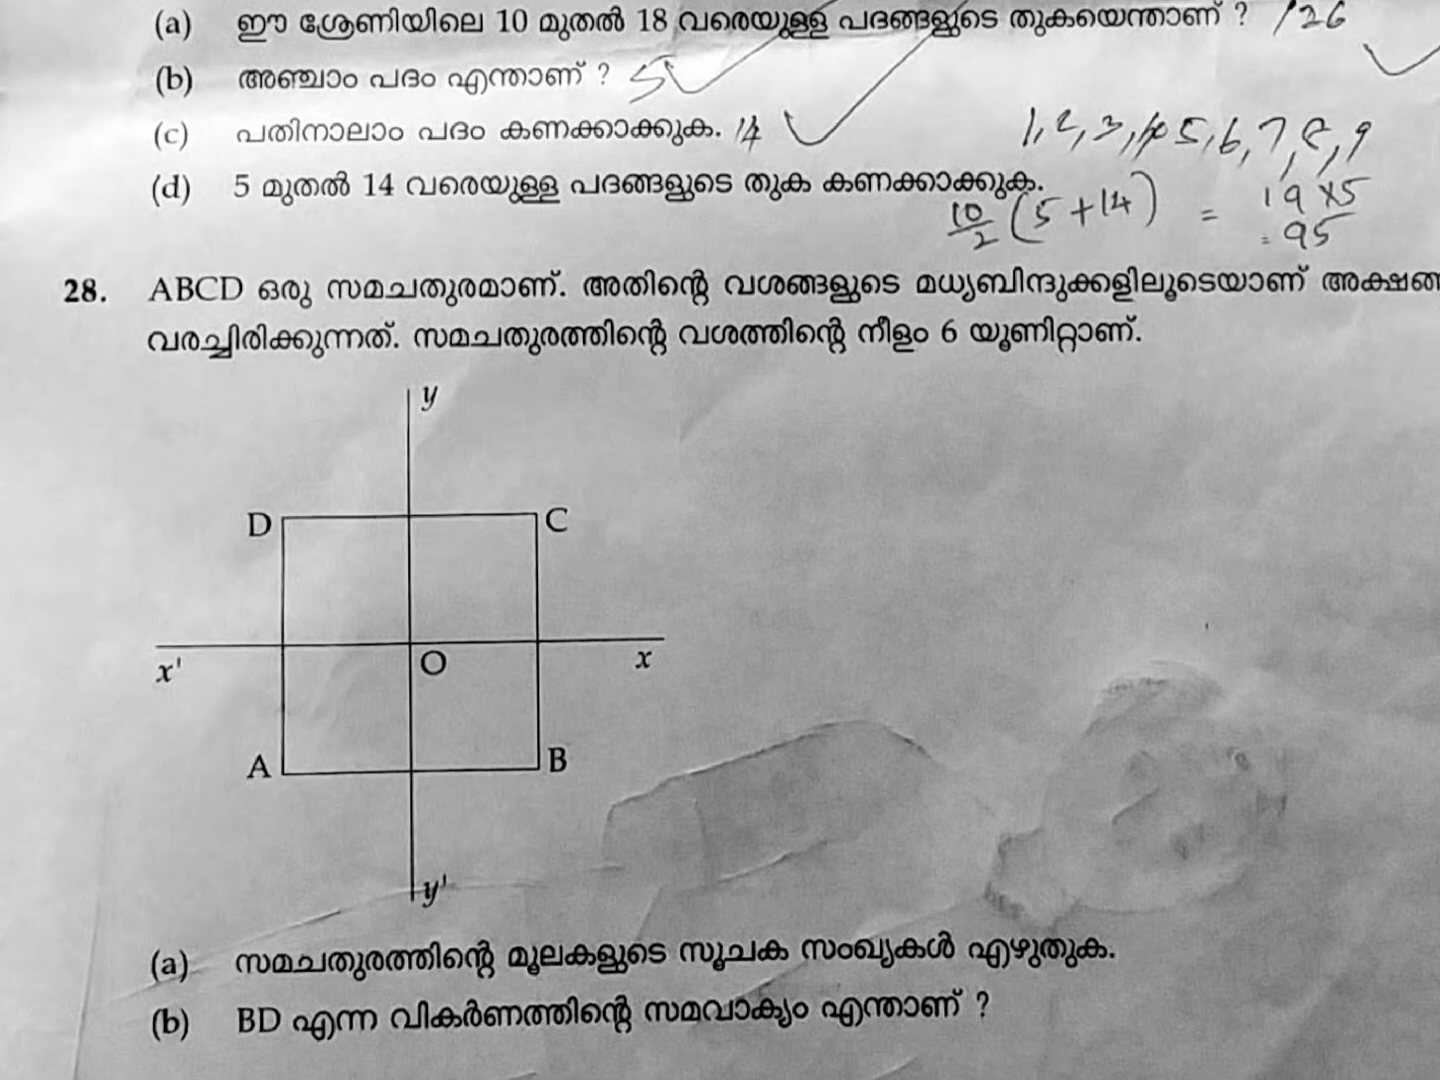 (a) ഈ ശ്രേണിയിലെ 10 മുതൽ 18 വരെയുള്ള പദങ്ങളുടെ തുകയെന്താണ് ? 126
(b) അഞ്ചാം പദം എന്താണ് ? 5
(c) പതിനാലാം പദം കണക്കാക്കുക. 14
1, 2, 3, 5, 6, 7, 8, 9
(d) 5 മുതൽ 14 വരെയുള്ള പദങ്ങളുടെ തുക കണക്കാക്കുക.
10/2 (5 + 14) = 19 × 5
= 95
28. ABCD ഒരു സമചതുരമാണ്. അതിന്റെ വശങ്ങളുടെ മധ്യബിന്ദുക്കളിലൂടെയാണ് അക്ഷങ്ങ
വരച്ചിരിക്കുന്നത്. സമചതുരത്തിന്റെ വശത്തിന്റെ നീളം 6 യൂണിറ്റാണ്.
y
D C
x' O x
A B
y'
(a) സമചതുരത്തിന്റെ മൂലകളുടെ സൂചക സംഖ്യകൾ എഴുതുക.
(b) BD എന്ന വികർണത്തിന്റെ സമവാക്യം എന്താണ് ?